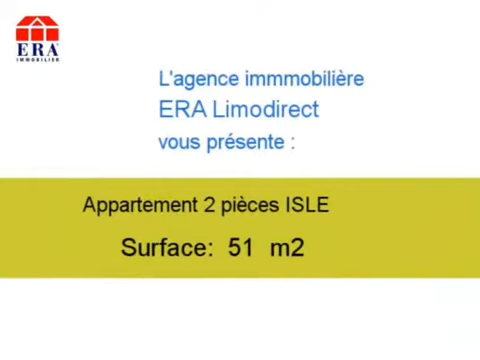 ERA
IMMOBILIER
L'agence immmobilière
ERA Limodirect
vous présente :
Appartement 2 pièces ISLE
Surface: 51 m2